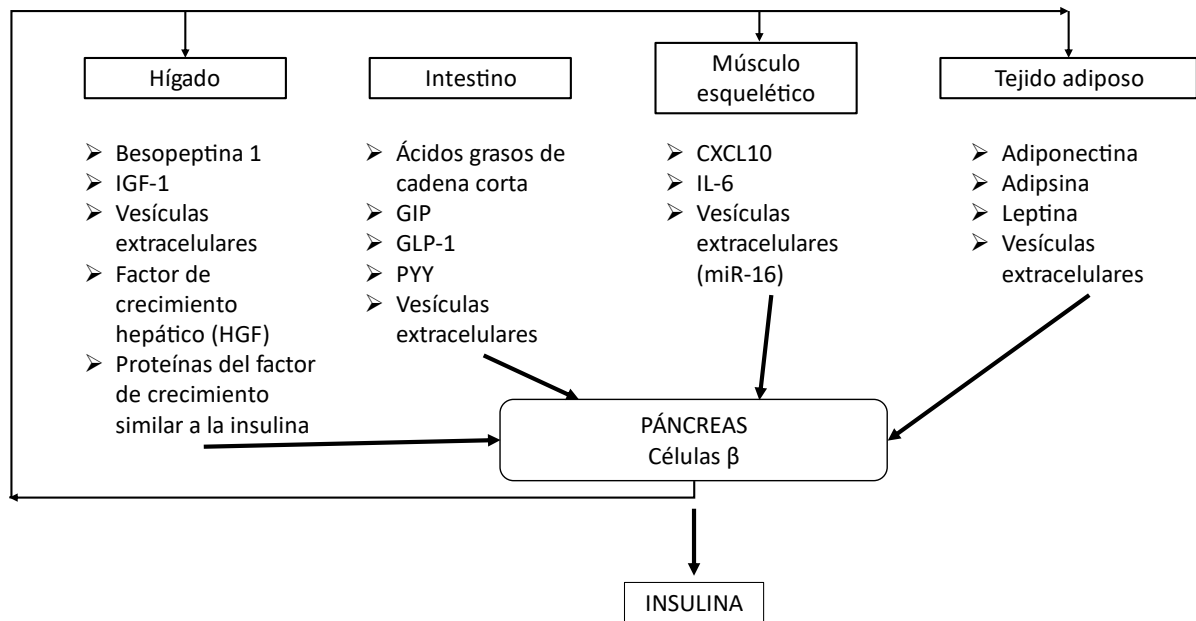 Hígado
Besopeptina 1
IGF-1
Vesículas
extracelulares
Factor de
crecimiento
hepático (HGF)
Proteínas del factor
de crecimiento
similar a la insulina
Intestino
Ácidos grasos de
cadena corta
GIP
GLP-1
PYY
Vesículas
extracelulares
Músculo
esquelético
CXCL10
IL-6
Vesículas
extracelulares
(miR-16)
Tejido adiposo
Adiponectina
Adipsina
Leptina
Vesículas
extracelulares
PÁNCREAS
Células β
INSULINA